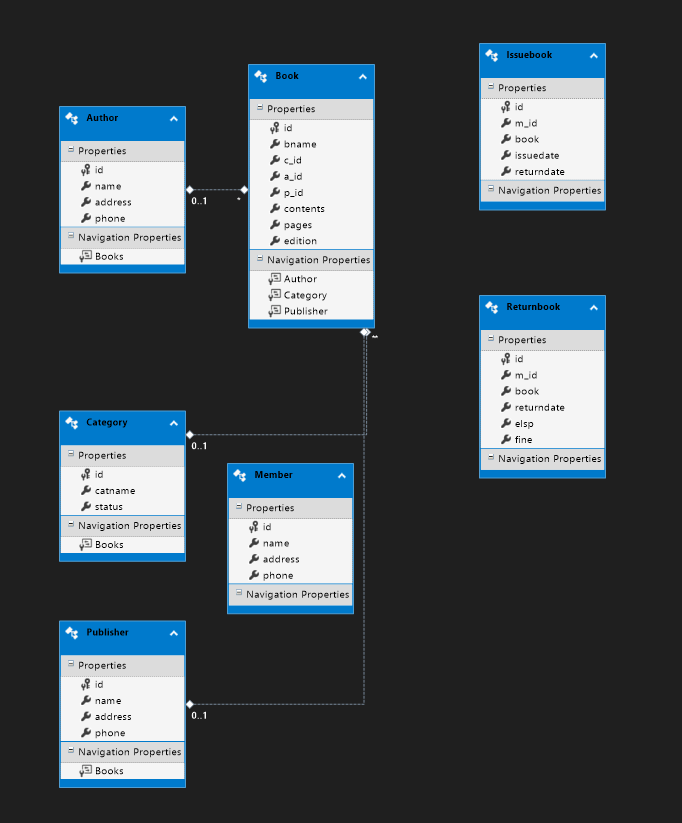 Author
Properties
id
name
address
phone
Navigation Properties
Books
0..1
*
Book
Properties
id
bname
c_id
a_id
p_id
contents
pages
edition
Navigation Properties
Author
Category
Publisher
Issuebook
Properties
id
m_id
book
issuedate
returndate
Navigation Properties
Returnbook
Properties
id
m_id
book
returndate
elsp
fine
Navigation Properties
Category
Properties
id
catname
status
Navigation Properties
Books
0..1
Member
Properties
id
name
address
phone
Navigation Properties
Publisher
Properties
id
name
address
phone
Navigation Properties
Books
0..1